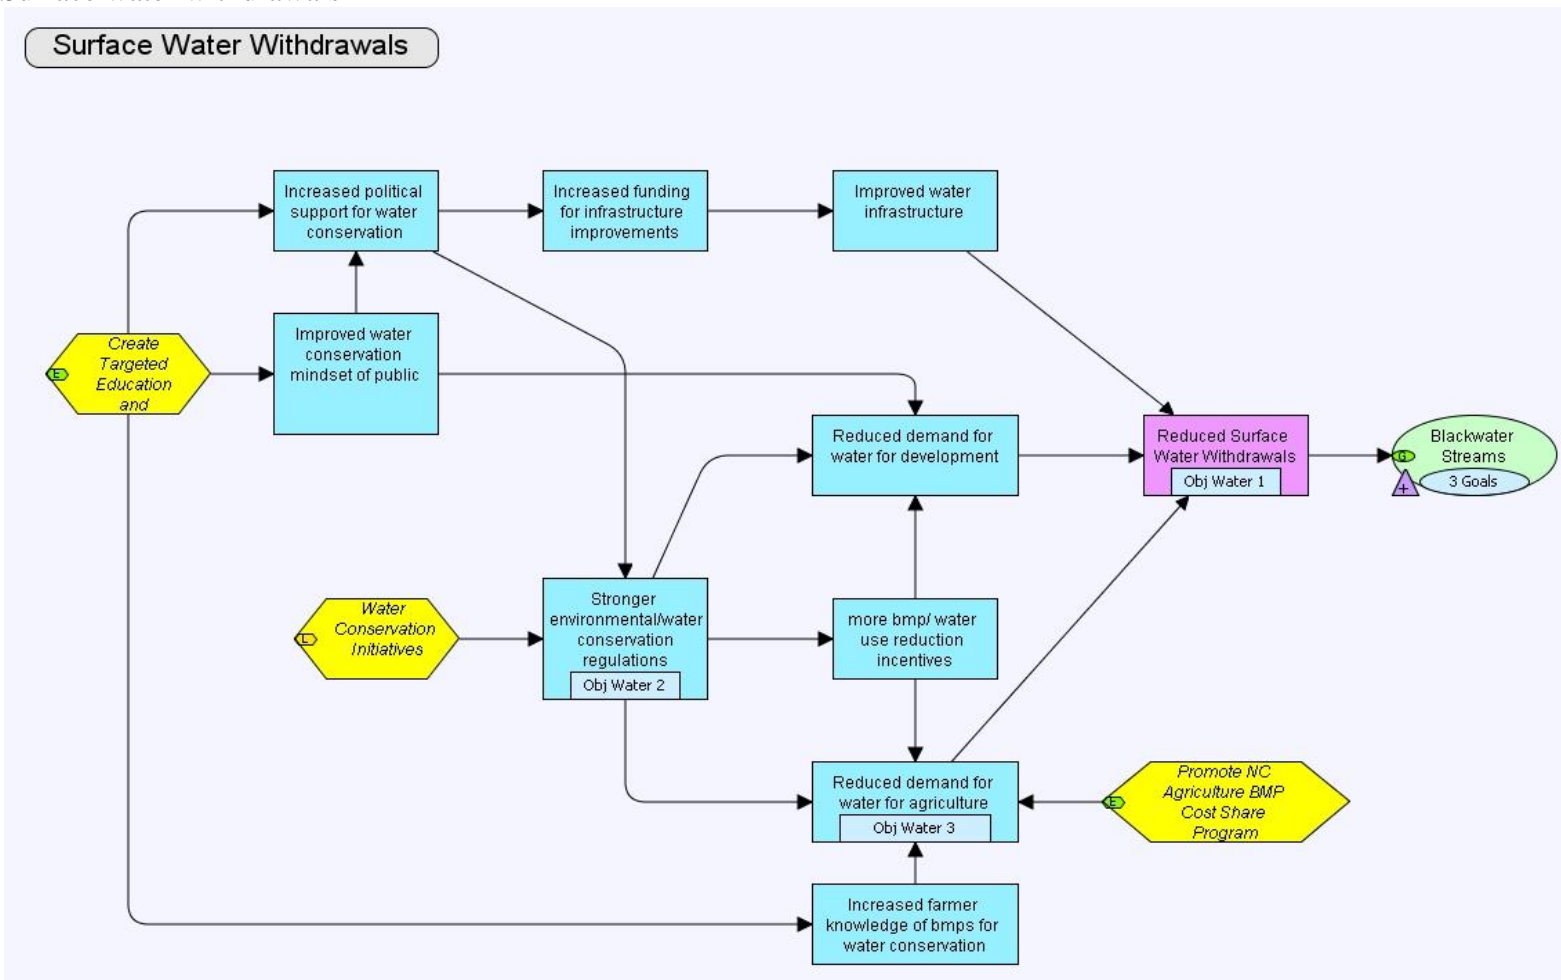 Surface Water Withdrawals
Increased political
support for water
conservation
Increased funding
for infrastructure
improvements
Improved water
infrastructure
Improved water
conservation
mindset of public
Create
Targeted
Education
and
E
Reduced demand for
water for development
Reduced Surface
Water Withdrawals
Obj Water 1
Blackwater
Streams
G
3 Goals
+
Water
Conservation
Initiatives
L
Stronger
environmental/water
conservation
regulations
Obj Water 2
more bmp/ water
use reduction
incentives
Reduced demand for
water for agriculture
Obj Water 3
Promote NC
Agriculture BMP
Cost Share
Program
E
Increased farmer
knowledge of bmps for
water conservation